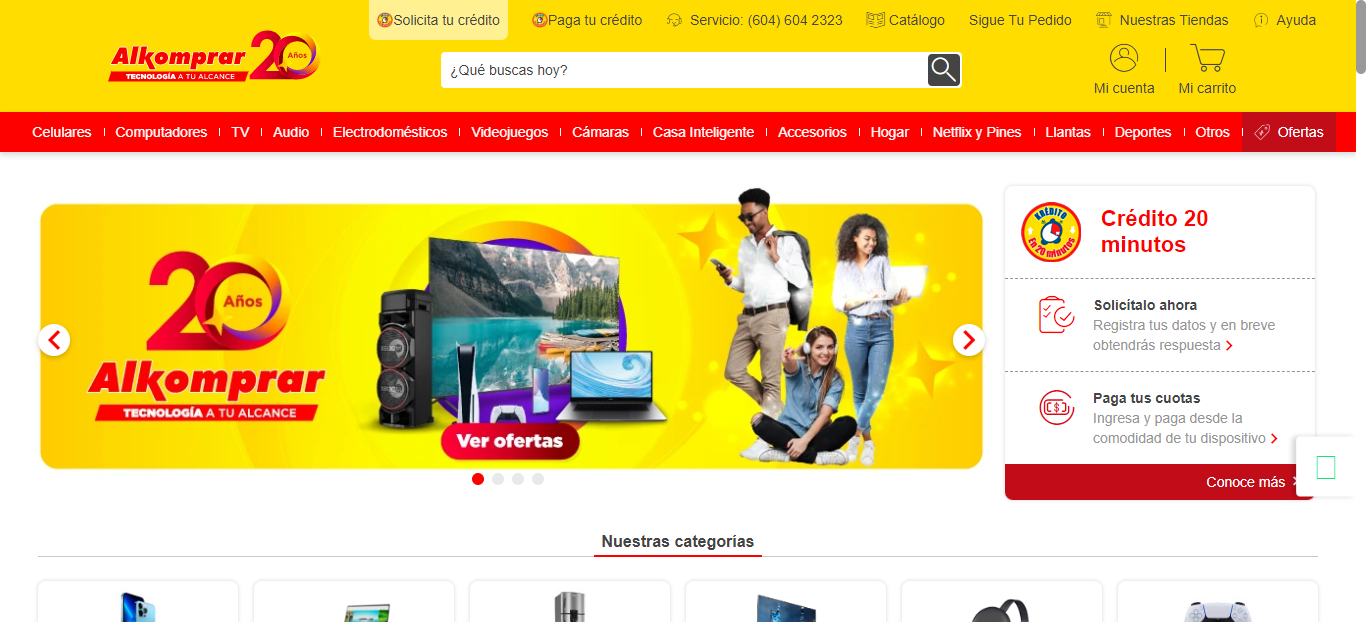 Solicita tu crédito
Paga tu crédito
Servicio: (604) 604 2323
Catálogo
Sigue Tu Pedido
Nuestras Tiendas
Ayuda
Alkomprar 20 Años
TECNOLOGÍA A TU ALCANCE
¿Qué buscas hoy?
Mi cuenta
Mi carrito
Celulares
Computadores
TV
Audio
Electrodomésticos
Videojuegos
Cámaras
Casa Inteligente
Accesorios
Hogar
Netflix y Pines
Llantas
Deportes
Otros
Ofertas
20 Años
Alkomprar
TECNOLOGÍA A TU ALCANCE
Ver ofertas
KRÉDITO
En 20 minutos
Crédito 20
minutos
Solicítalo ahora
Registra tus datos y en breve
obtendrás respuesta
Paga tus cuotas
Ingresa y paga desde la
comodidad de tu dispositivo
Conoce más
Nuestras categorías